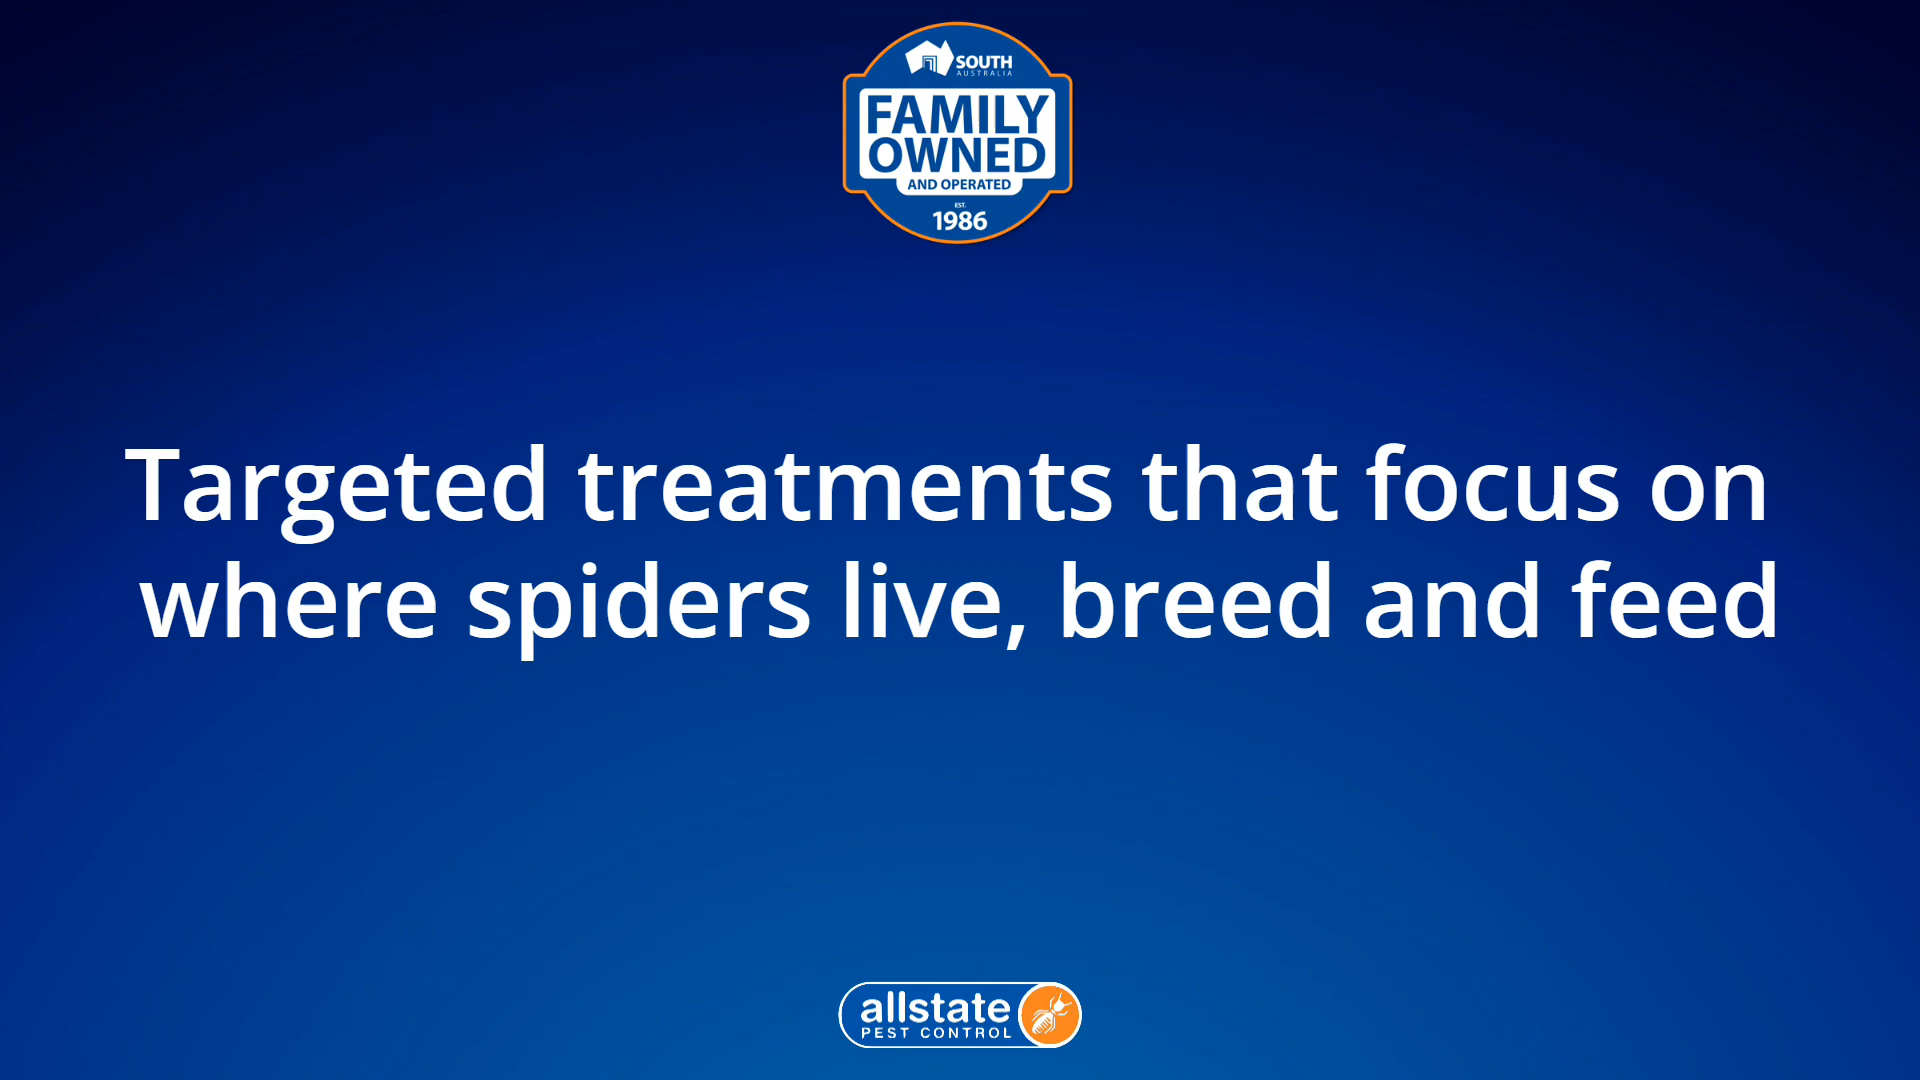 SOUTH
AUSTRALIA
FAMILY
OWNED
AND OPERATED
EST.
1986
Targeted treatments that focus on
where spiders live, breed and feed
allstate
PEST CONTROL